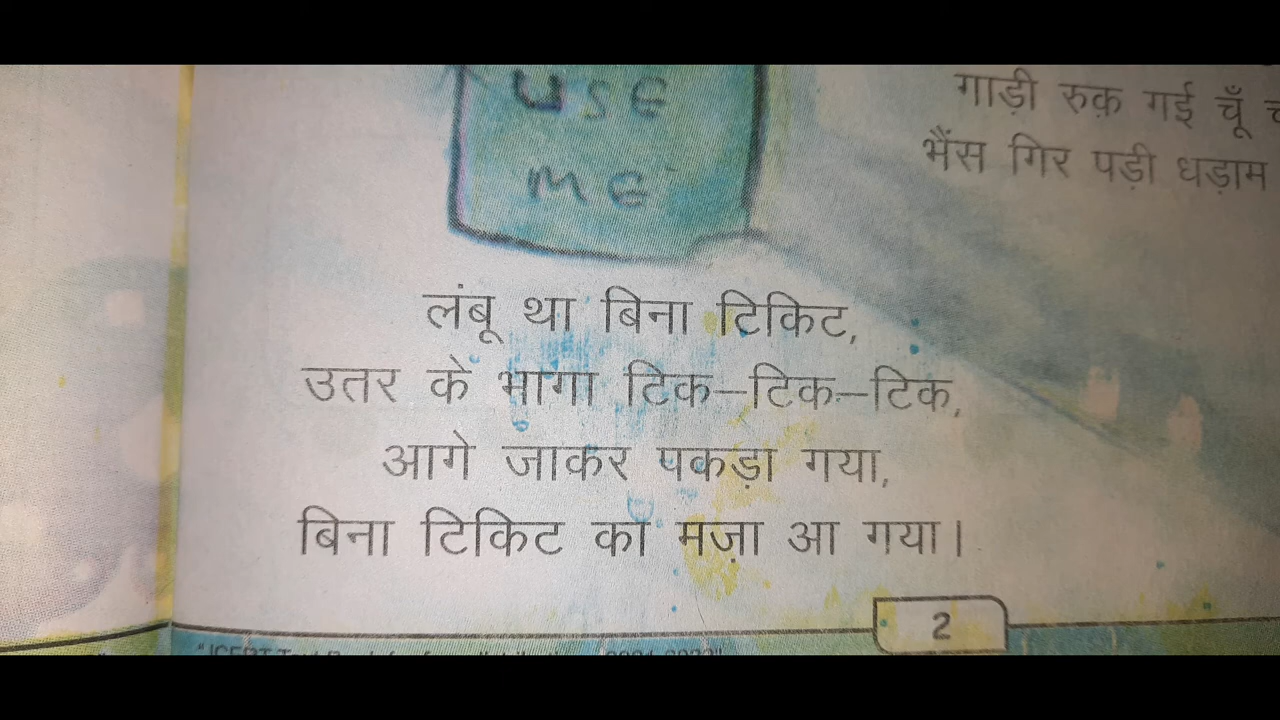 USE
ME
गाड़ी रुक़ गई चूँ
भैंस गिर पड़ी धड़ाम
लंबू था बिना टिकिट,
उतर के भागा टिक–टिक–टिक,
आगे जाकर पकड़ा गया,
बिना टिकिट का मज़ा आ गया।
2